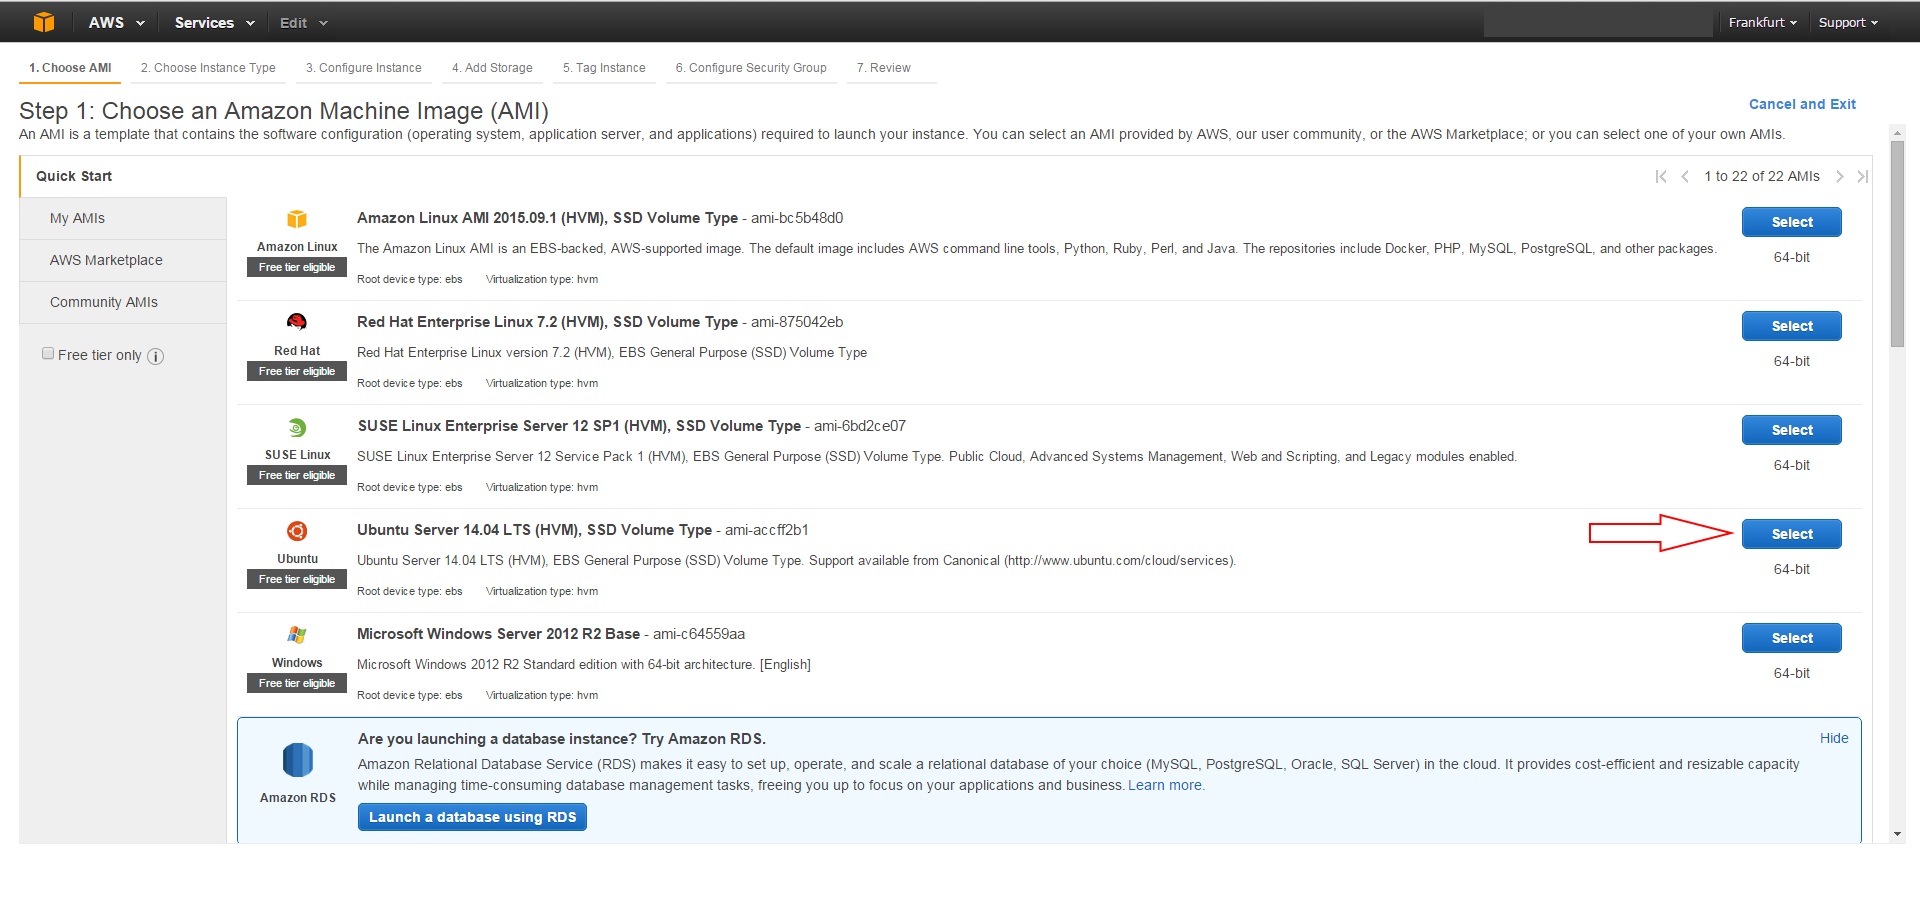 AWS Services Edit Frankfurt Support
1. Choose AMI 2. Choose Instance Type 3. Configure Instance 4. Add Storage 5. Tag Instance 6. Configure Security Group 7. Review
Step 1: Choose an Amazon Machine Image (AMI)
Cancel and Exit
An AMI is a template that contains the software configuration (operating system, application server, and applications) required to launch your instance. You can select an AMI provided by AWS, our user community, or the AWS Marketplace; or you can select one of your own AMIs.
Quick Start
1 to 22 of 22 AMIs
My AMIs
AWS Marketplace
Community AMIs
Free tier only
Amazon Linux
Free tier eligible
Amazon Linux AMI 2015.09.1 (HVM), SSD Volume Type - ami-bc5b48d0
The Amazon Linux AMI is an EBS-backed, AWS-supported image. The default image includes AWS command line tools, Python, Ruby, Perl, and Java. The repositories include Docker, PHP, MySQL, PostgreSQL, and other packages.
Root device type: ebs Virtualization type: hvm
Select
64-bit
Red Hat
Free tier eligible
Red Hat Enterprise Linux 7.2 (HVM), SSD Volume Type - ami-875042eb
Red Hat Enterprise Linux version 7.2 (HVM), EBS General Purpose (SSD) Volume Type
Root device type: ebs Virtualization type: hvm
Select
64-bit
SUSE Linux
Free tier eligible
SUSE Linux Enterprise Server 12 SP1 (HVM), SSD Volume Type - ami-6bd2ce07
SUSE Linux Enterprise Server 12 Service Pack 1 (HVM), EBS General Purpose (SSD) Volume Type. Public Cloud, Advanced Systems Management, Web and Scripting, and Legacy modules enabled.
Root device type: ebs Virtualization type: hvm
Select
64-bit
Ubuntu
Free tier eligible
Ubuntu Server 14.04 LTS (HVM), SSD Volume Type - ami-accff2b1
Ubuntu Server 14.04 LTS (HVM), EBS General Purpose (SSD) Volume Type. Support available from Canonical (http://www.ubuntu.com/cloud/services).
Root device type: ebs Virtualization type: hvm
Select
64-bit
Windows
Free tier eligible
Microsoft Windows Server 2012 R2 Base - ami-c64559aa
Microsoft Windows 2012 R2 Standard edition with 64-bit architecture. [English]
Root device type: ebs Virtualization type: hvm
Select
64-bit
Amazon RDS
Are you launching a database instance? Try Amazon RDS.
Hide
Amazon Relational Database Service (RDS) makes it easy to set up, operate, and scale a relational database of your choice (MySQL, PostgreSQL, Oracle, SQL Server) in the cloud. It provides cost-efficient and resizable capacity
while managing time-consuming database management tasks, freeing you up to focus on your applications and business. Learn more.
Launch a database using RDS